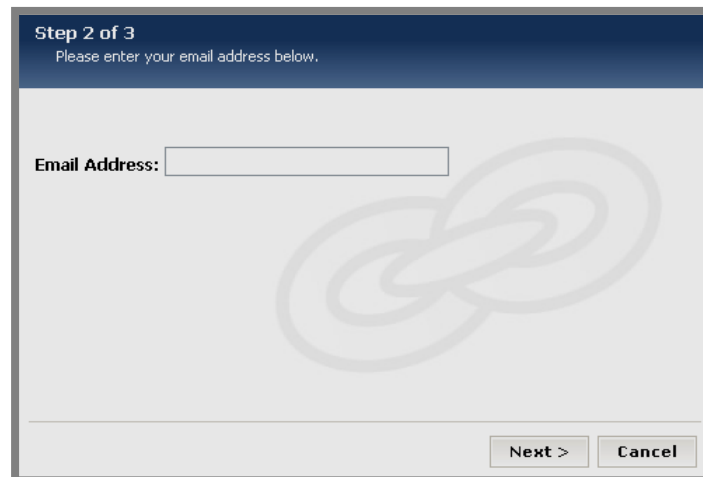 Step 2 of 3
Please enter your email address below.
Email Address:
Next > Cancel